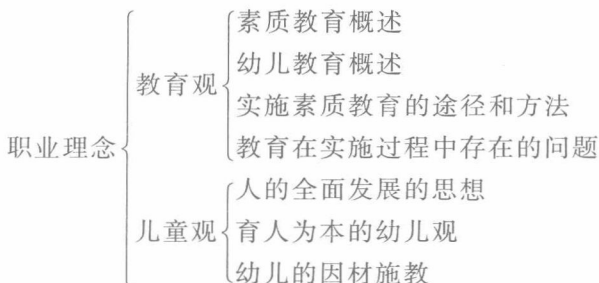 素质教育概述
幼儿教育概述
教育观
实施素质教育的途径和方法
教育在实施过程中存在的问题
职业理念
人的全面发展的思想
儿童观
育人为本的幼儿观
幼儿的因材施教